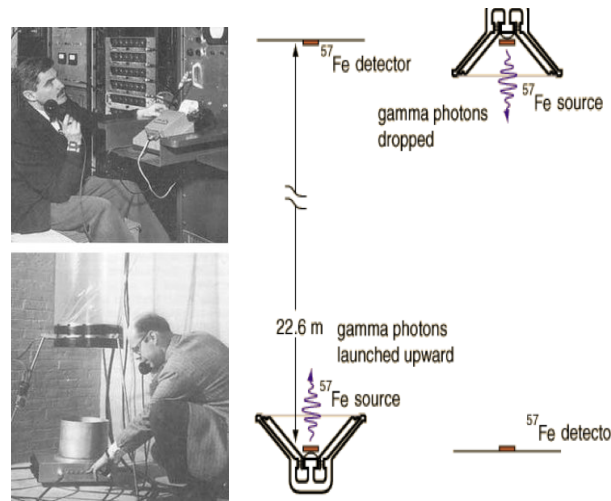 57Fe detector
57Fe source
gamma photons
dropped
22.6 m
gamma photons
launched upward
57Fe source
57Fe detecto